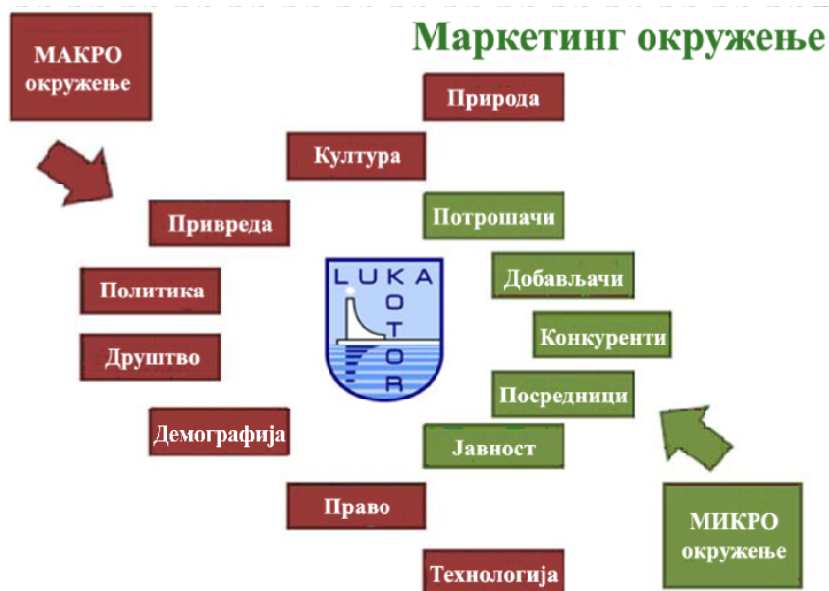 Маркетинг окружење
МАКРО
окружење
Природа
Култура
Привреда
Потрошачи
Политика
Добављачи
LUKA
KOTOR
Друштво
Конкуренти
Посредници
Демографија
Јавност
Право
МИКРО
окружење
Технологија